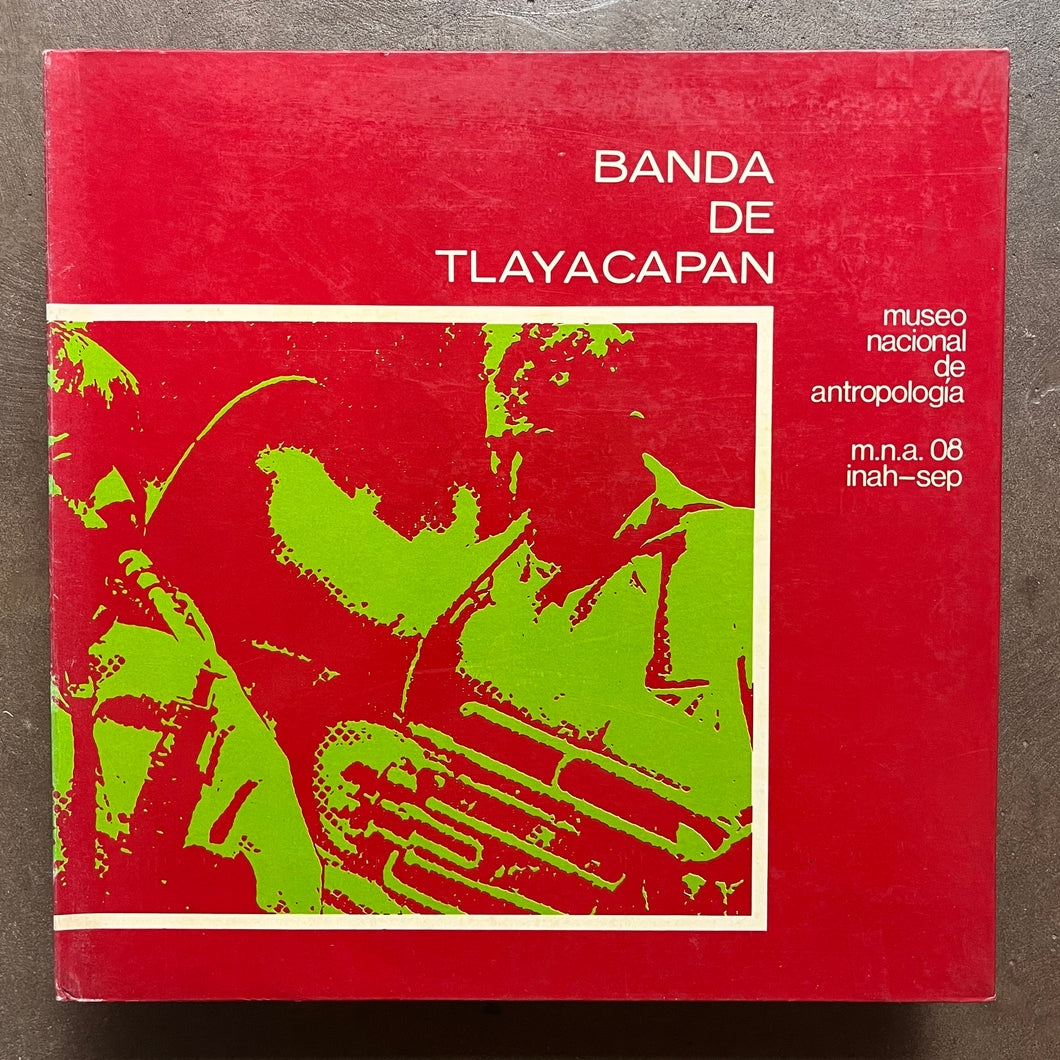 BANDA
DE
TLAYACAPAN
museo
nacional
de
antropología
m.n.a. 08
inah-sep